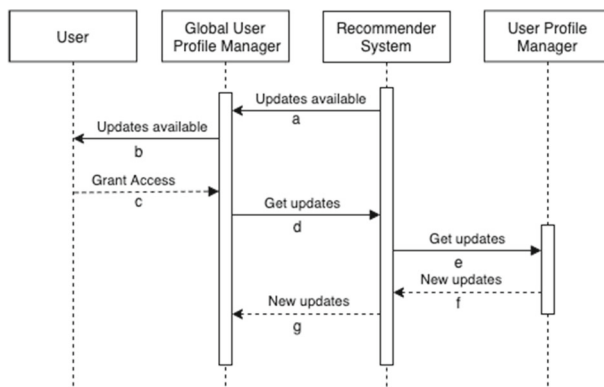 User
Global User
Profile Manager
Recommender
System
User Profile
Manager
Updates available
a
Updates available
b
Grant Access
c
Get updates
d
Get updates
e
New updates
f
New updates
g